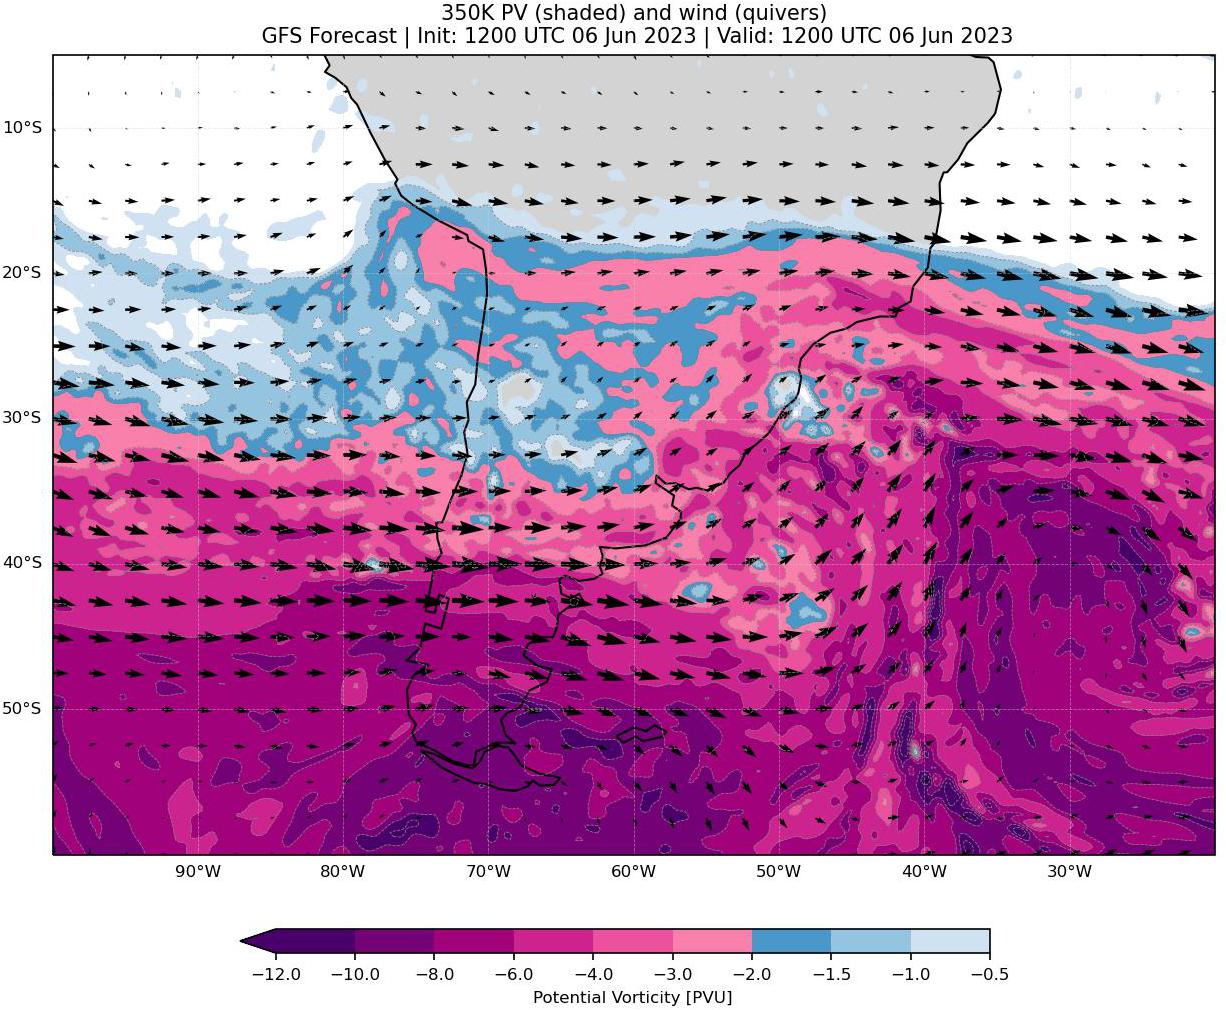 350K PV (shaded) and wind (quivers)
GFS Forecast | Init: 1200 UTC 06 Jun 2023 | Valid: 1200 UTC 06 Jun 2023
10°S
20°S
30°S
40°S
50°S
90°W 80°W 70°W 60°W 50°W 40°W 30°W
−12.0 −10.0 −8.0 −6.0 −4.0 −3.0 −2.0 −1.5 −1.0 −0.5
Potential Vorticity [PVU]